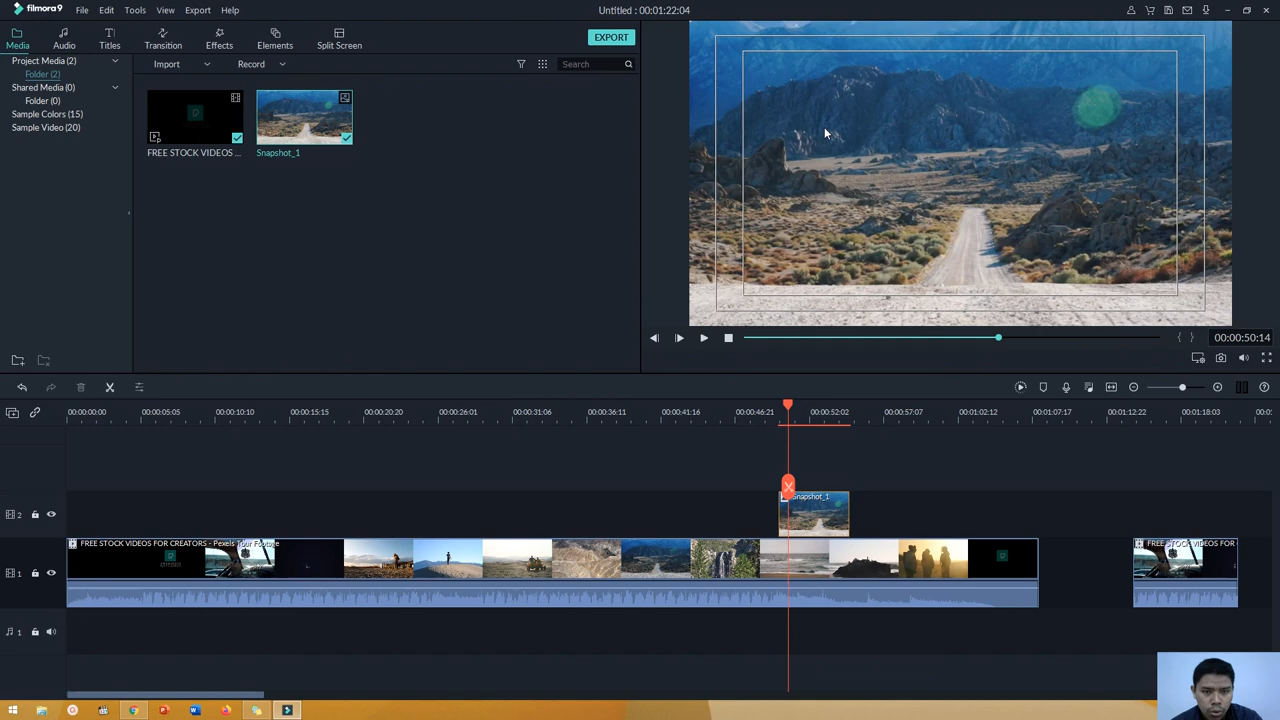 filmora9 File Edit Tools View Export Help Untitled : 00:01:22:04
Media Audio Titles Transition Effects Elements Split Screen EXPORT
Project Media (2)
Folder (2)
Shared Media (0)
Folder (0)
Sample Colors (15)
Sample Video (20)
Import Record Search
FREE STOCK VIDEOS ... Snapshot_1
00:00:50:14
00:00:00:00 00:00:05:05 00:00:10:10 00:00:15:15 00:00:20:20 00:00:26:01 00:00:31:06 00:00:36:11 00:00:41:16 00:00:46:21 00:00:52:02 00:00:57:07 00:01:02:12 00:01:07:17 00:01:12:22 00:01:18:03
2 Snapshot_1
FREE STOCK VIDEOS FOR CREATORS - Pexels Your Footage FREE STOCK VIDEOS FOR
1
1